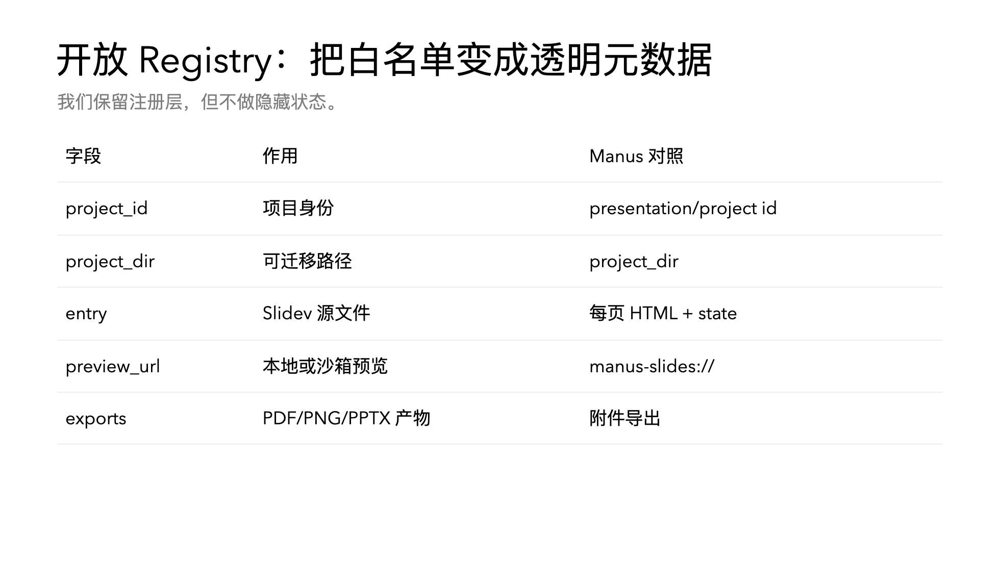 开放 Registry：把白名单变成透明元数据
我们保留注册层，但不做隐藏状态。
字段 作用 Manus 对照
project_id 项目身份 presentation/project id
project_dir 可迁移路径 project_dir
entry Slidev 源文件 每页 HTML + state
preview_url 本地或沙箱预览 manus-slides://
exports PDF/PNG/PPTX 产物 附件导出